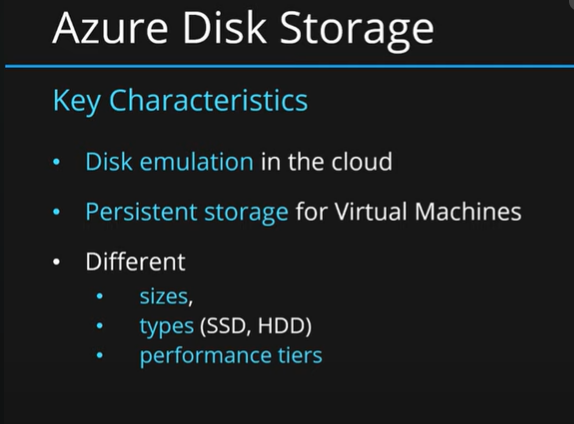 Azure Disk Storage
Key Characteristics
• Disk emulation in the cloud
• Persistent storage for Virtual Machines
• Different
• sizes,
• types (SSD, HDD)
• performance tiers